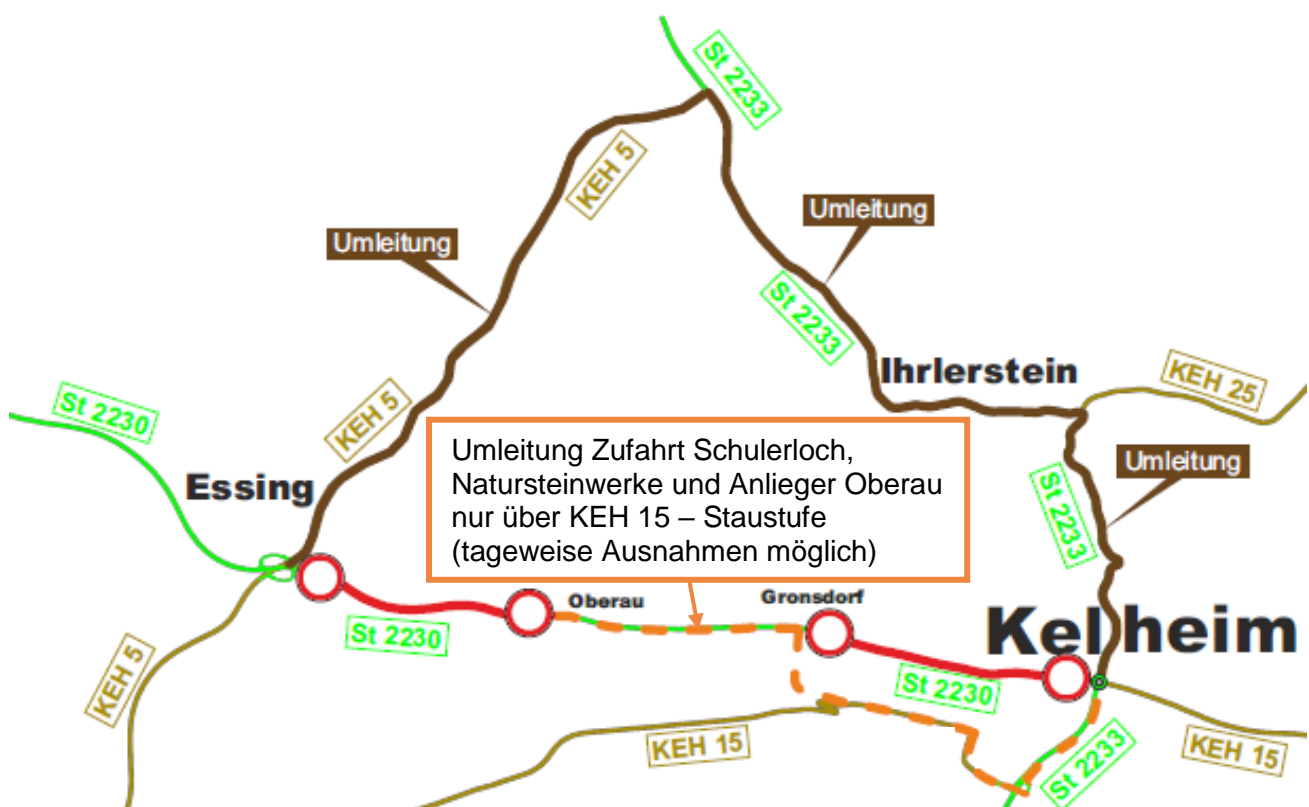 St 2233
KEH 5
Umleitung
Umleitung
St 2233
Ihrlerstein
KEH 25
St 2230
KEH 5
Essing
Umleitung Zufahrt Schulerloch,
Natursteinwerke und Anlieger Oberau
nur über KEH 15 – Staustufe
(tageweise Ausnahmen möglich)
Umleitung
St 2233
Oberau
Gronsdorf
Kelheim
St 2230
St 2230
KEH 5
KEH 15
St 2233
KEH 15